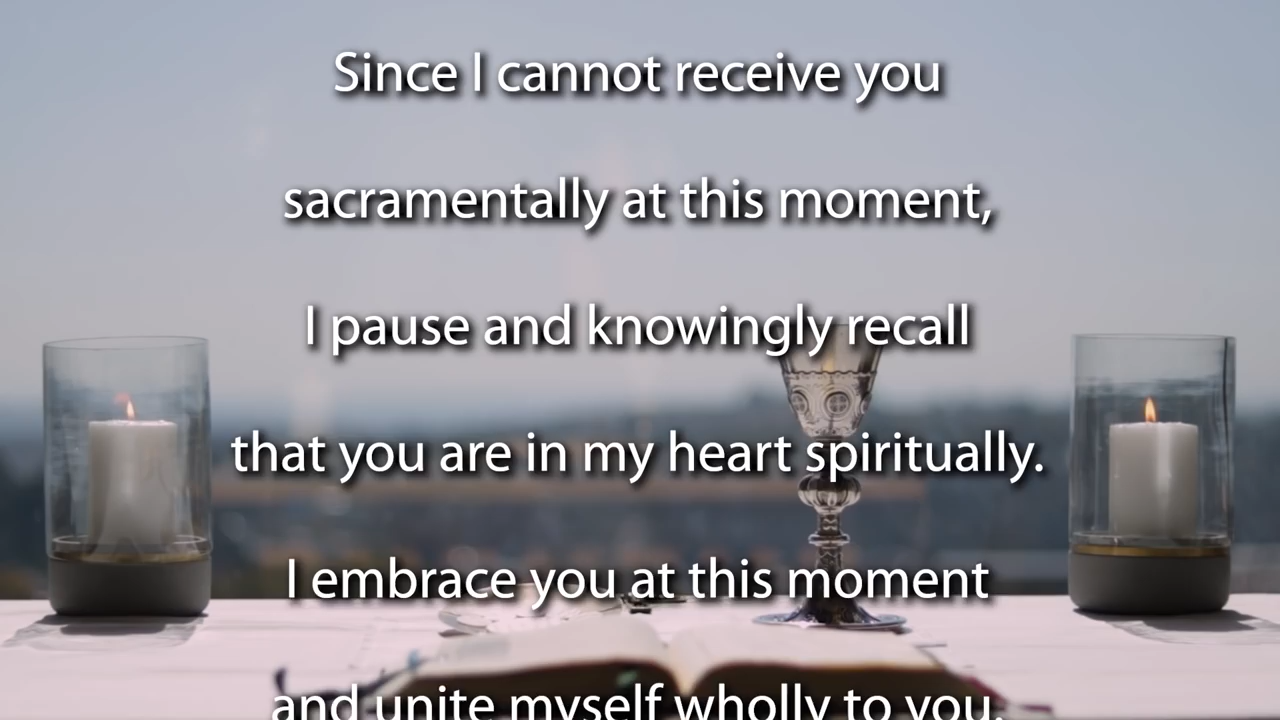 Since I cannot receive you
sacramentally at this moment,
I pause and knowingly recall
that you are in my heart spiritually.
I embrace you at this moment
and unite myself wholly to you.